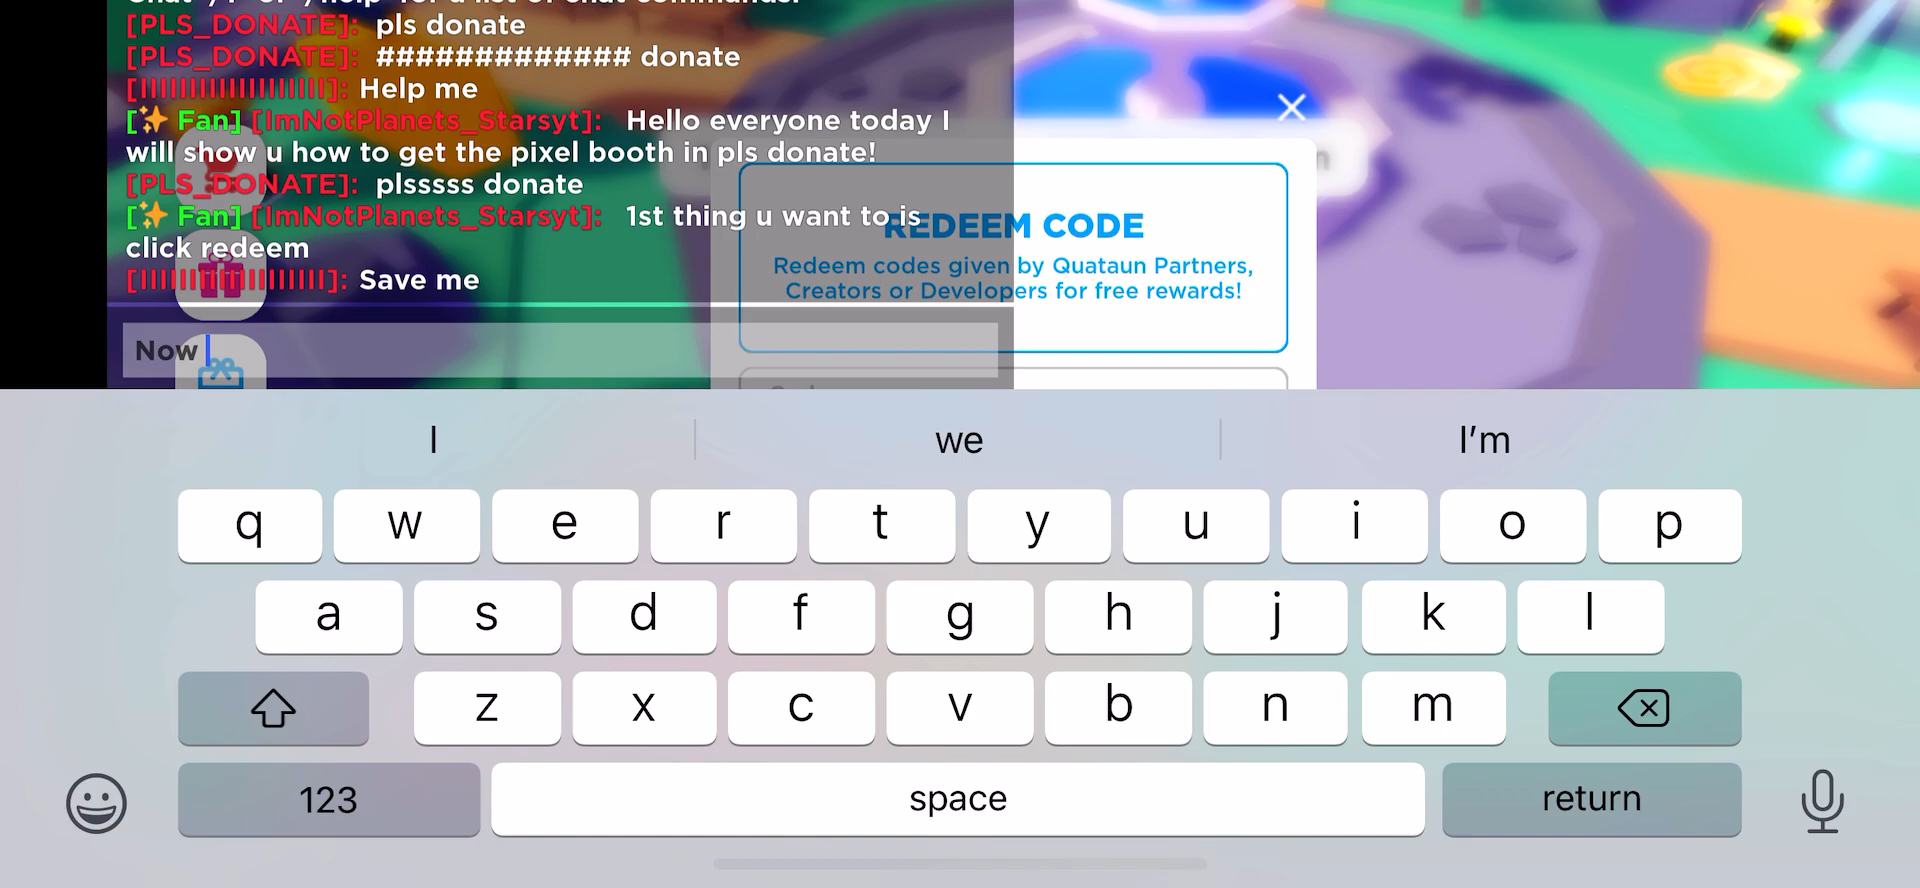 [PLS_DONATE]: pls donate
[PLS_DONATE]: ############# donate
Help me
[✨ Fan] [ImNotPlanets_Starsyt]: Hello everyone today I
will show u how to get the pixel booth in pls donate!
[PLS_DONATE]: plsssss donate
[✨ Fan] [ImNotPlanets_Starsyt]: 1st thing u want to is
click redeem
Save me
Now
REDEEM CODE
Redeem codes given by Quataun Partners,
Creators or Developers for free rewards!
I we I'm
q w e r t y u i o p
a s d f g h j k l
z x c v b n m
123 space return